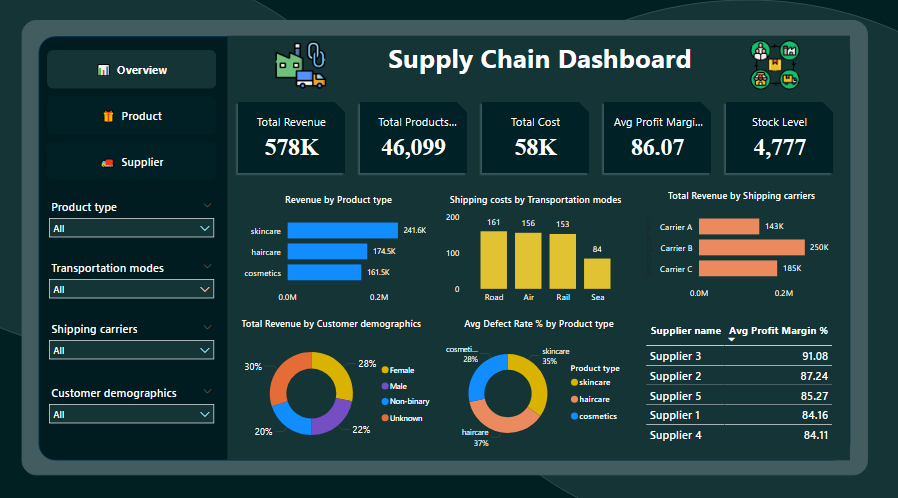 Overview
Product
Supplier
Product type
All
Transportation modes
All
Shipping carriers
All
Customer demographics
All
Supply Chain Dashboard
Total Revenue
578K
Total Products...
46,099
Total Cost
58K
Avg Profit Margi...
86.07
Stock Level
4,777
Revenue by Product type
skincare 241.6K
haircare 174.5K
cosmetics 161.5K
0.0M 0.2M
Shipping costs by Transportation modes
200
100
0
161 156 153 84
Road Air Rail Sea
Total Revenue by Shipping carriers
Carrier A 143K
Carrier B 250K
Carrier C 185K
0.0M 0.2M
Total Revenue by Customer demographics
30% 28%
20% 22%
Female
Male
Non-binary
Unknown
Avg Defect Rate % by Product type
cosmeti...
28%
skincare
35%
haircare
37%
Product type
skincare
haircare
cosmetics
Supplier name Avg Profit Margin %
Supplier 3 91.08
Supplier 2 87.24
Supplier 5 85.27
Supplier 1 84.16
Supplier 4 84.11